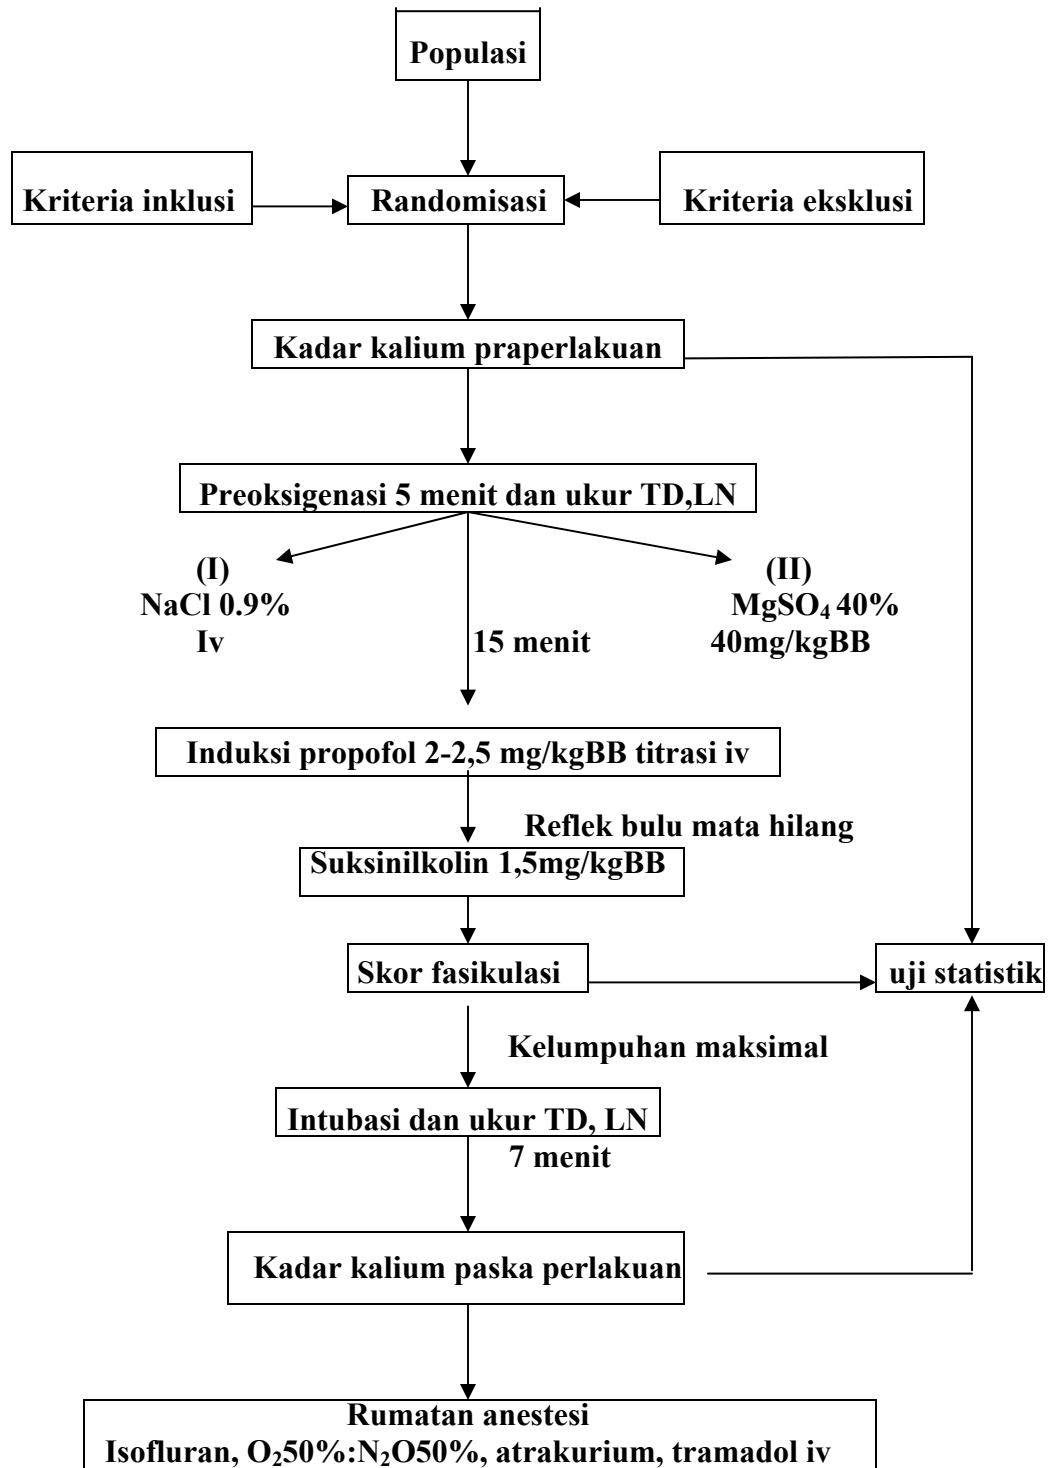 Populasi
Kriteria inklusi
Randomisasi
Kriteria eksklusi
Kadar kalium praperlakuan
Preoksigenasi 5 menit dan ukur TD,LN
(I)
NaCl 0.9%
Iv
15 menit
(II)
MgSO₄ 40%
40mg/kgBB
Induksi propofol 2-2,5 mg/kgBB titrasi iv
Reflek bulu mata hilang
Suksinilkolin 1,5mg/kgBB
Skor fasikulasi
uji statistik
Kelumpuhan maksimal
Intubasi dan ukur TD, LN
7 menit
Kadar kalium paska perlakuan
Rumatan anestesi
Isofluran, O₂50%:N₂O50%, atrakurium, tramadol iv